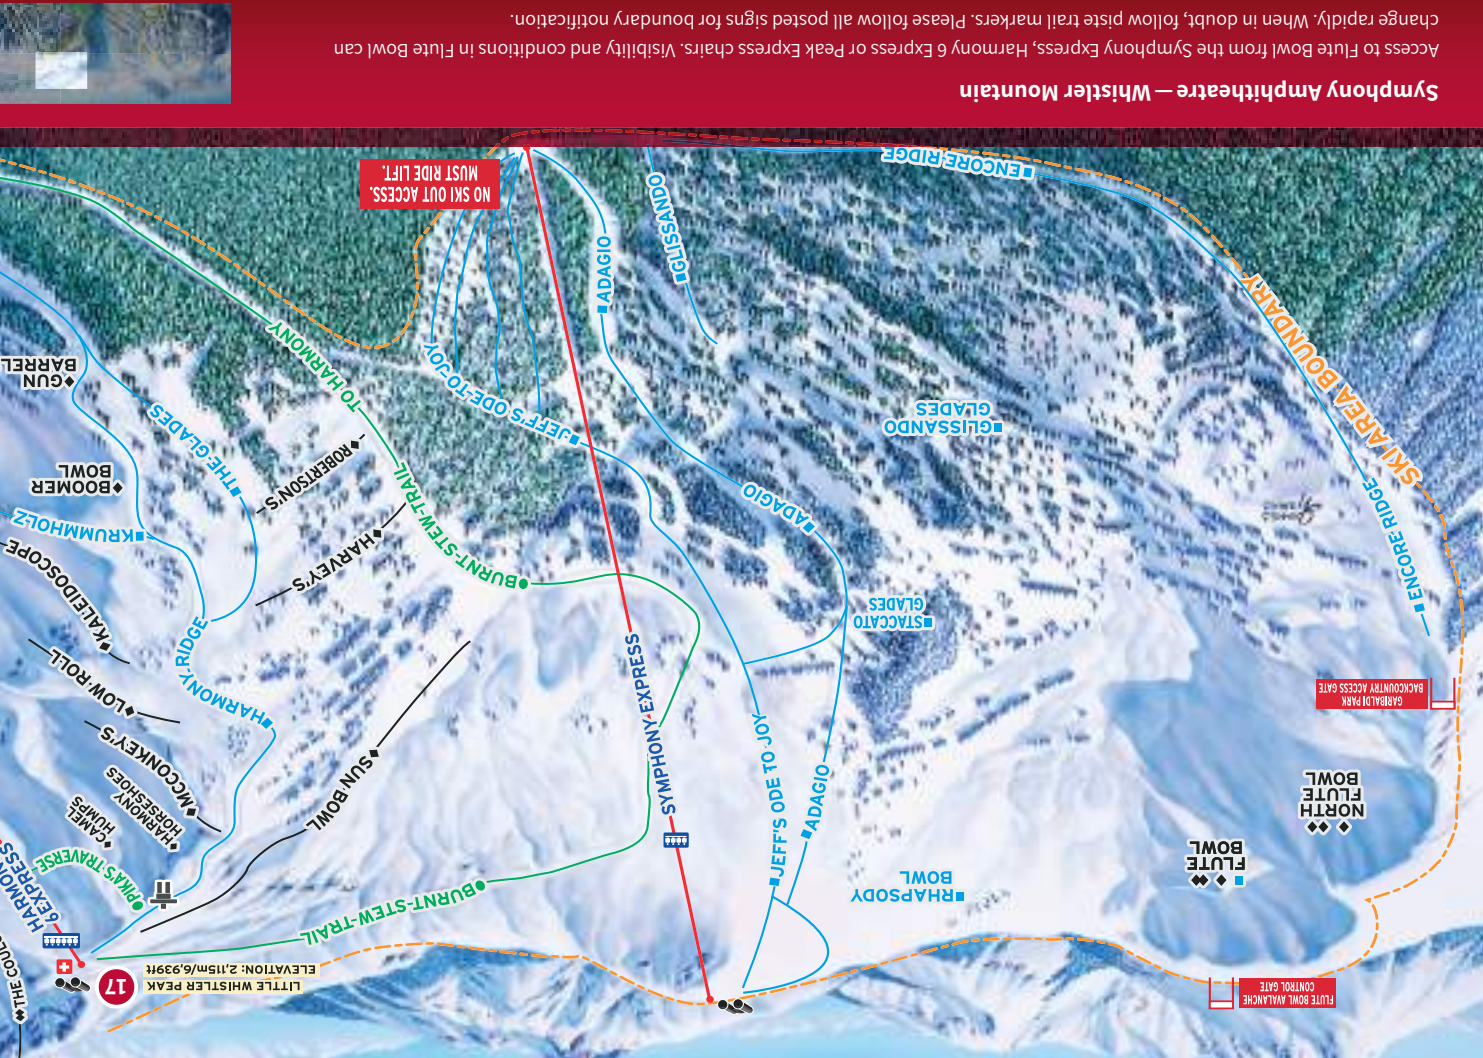 FLUTE BOWL AVALANCHE
CONTROL GATE
17
LITTLE WHISTLER PEAK
ELEVATION: 2,115m/6,939ft
THE COULO
HARMON
6 EXPRESS
BURNT STEW TRAIL
PIKA'S TRAVERSE
RHAPSODY
BOWL
FLUTE
BOWL
JEFF'S ODE TO JOY
ADAGIO
CAMEL
HUMPS
HARMONY
HORSESHOES
NORTH
FLUTE
BOWL
SUN BOWL
MCCONKEY'S
SYMPHONY EXPRESS
LOW ROLL
HARMONY RIDGE
GARIBALDI PARK
BACKCOUNTRY ACCESS GATE
STACCATO
GLADES
KALEIDOSCOPE
ENCORE RIDGE
BURNT STEW TRAIL
HARVEY'S
KRUMMHOLZ
ADAGIO
BOOMER
BOWL
ROBERTSON'S
THE GLADES
SKI AREA BOUNDARY
GLISSANDO
GLADES
JEFF'S ODE TO JOY
GUN
BARREL
TO HARMONY
ADAGIO
GLISSANDO
NO SKI OUT ACCESS.
MUST RIDE LIFT.
ENCORE RIDGE
Symphony Amphitheatre — Whistler Mountain
Access to Flute Bowl from the Symphony Express, Harmony 6 Express or Peak Express chairs. Visibility and conditions in Flute Bowl can
change rapidly. When in doubt, follow piste trail markers. Please follow all posted signs for boundary notification.